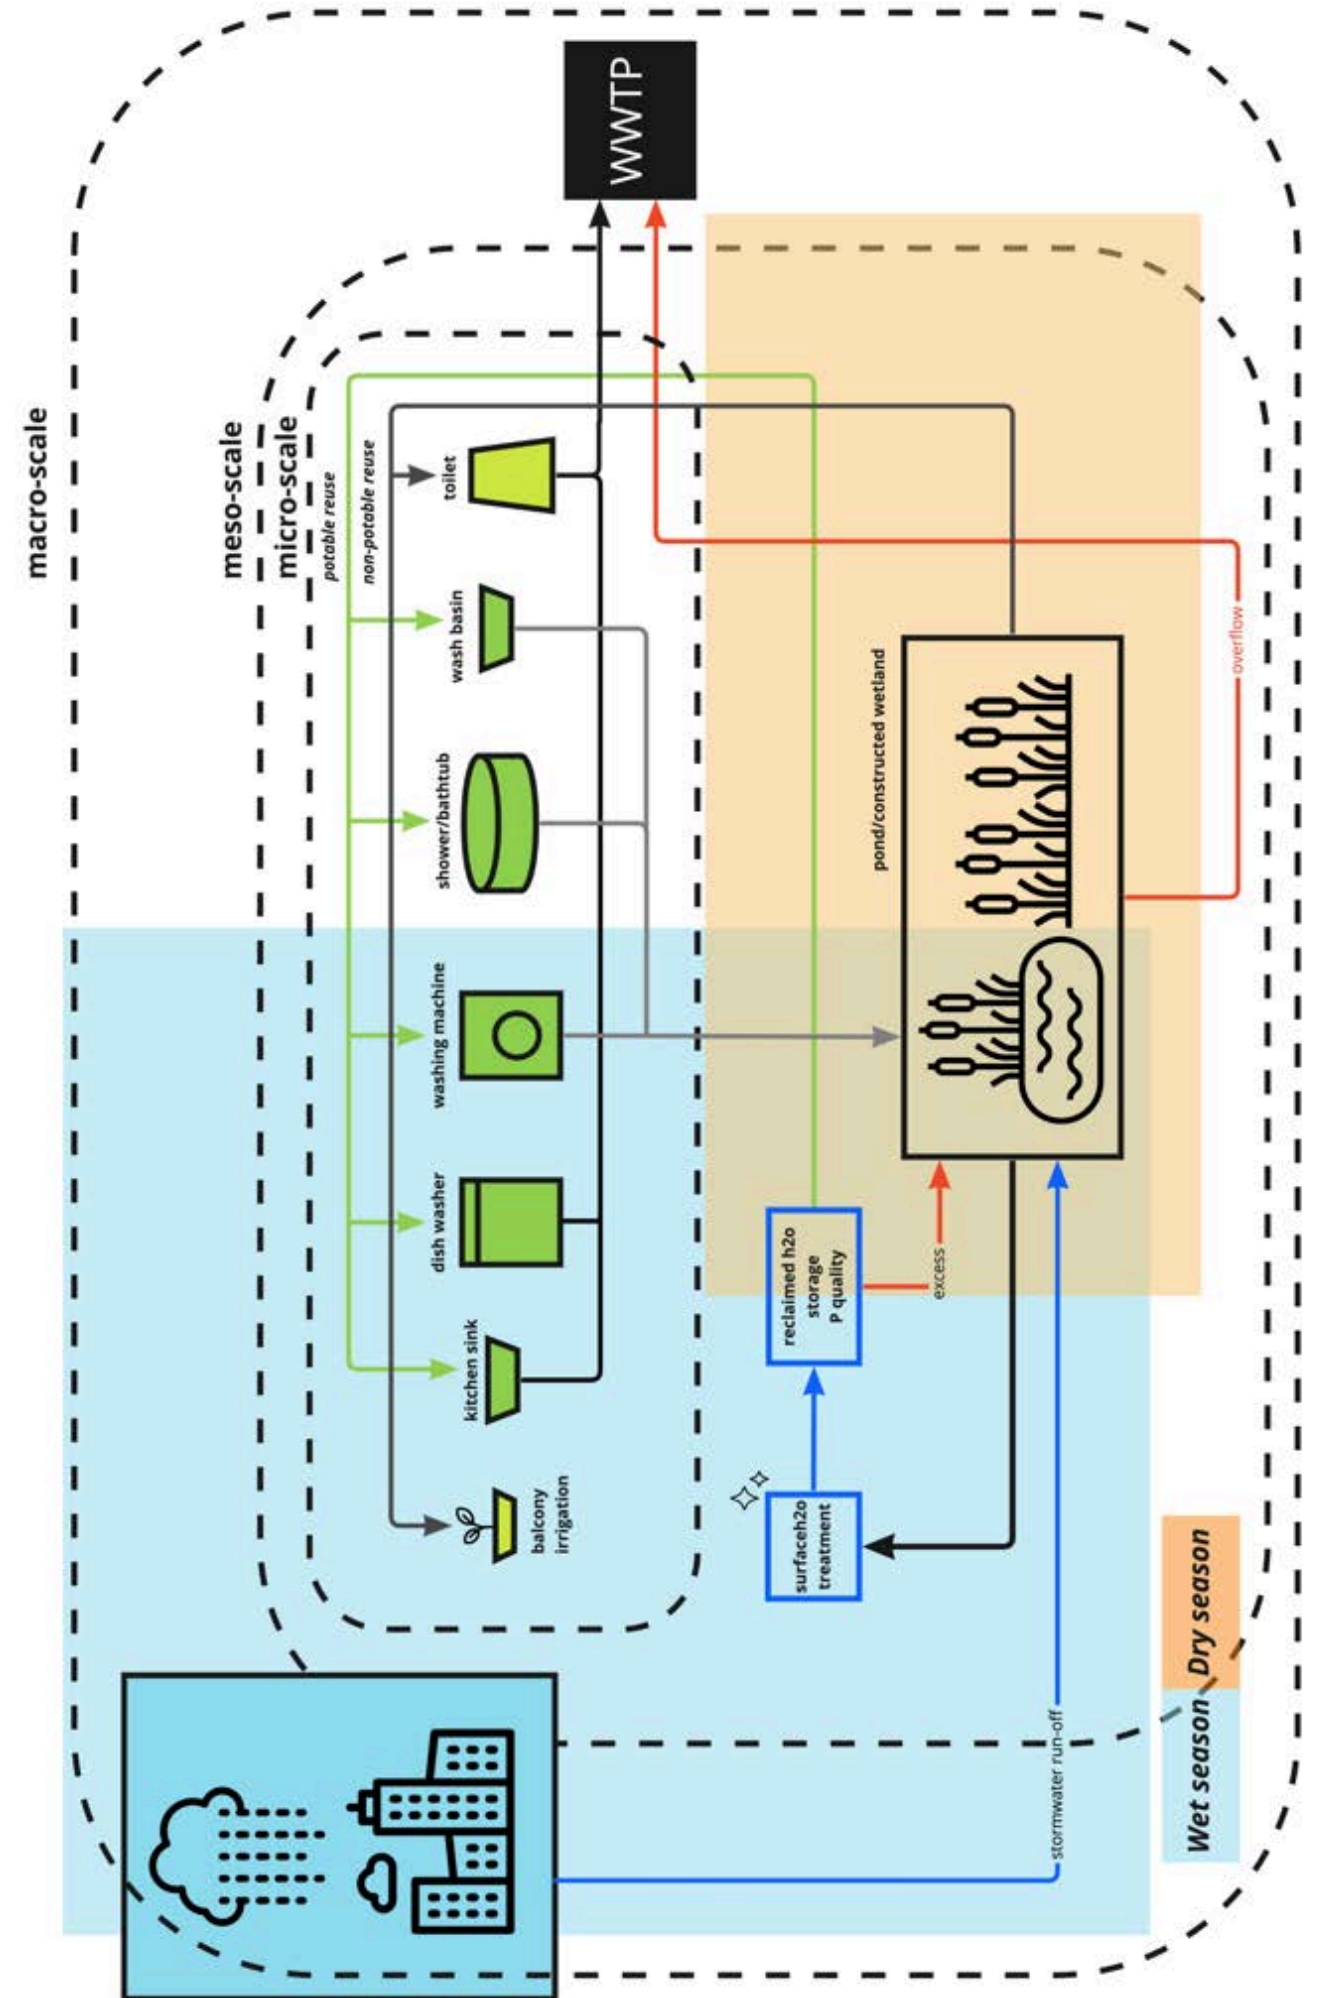 macro-scale
meso-scale
micro-scale
potable reuse
non-potable reuse
balcony
irrigation
kitchen sink
dish washer
washing machine
shower/bathtub
wash basin
toilet
WWTP
surfaceh2o
treatment
reclaimed h2o
storage
P quality
excess
pond/constructed wetland
overflow
stormwater run-off
Wet season
Dry season